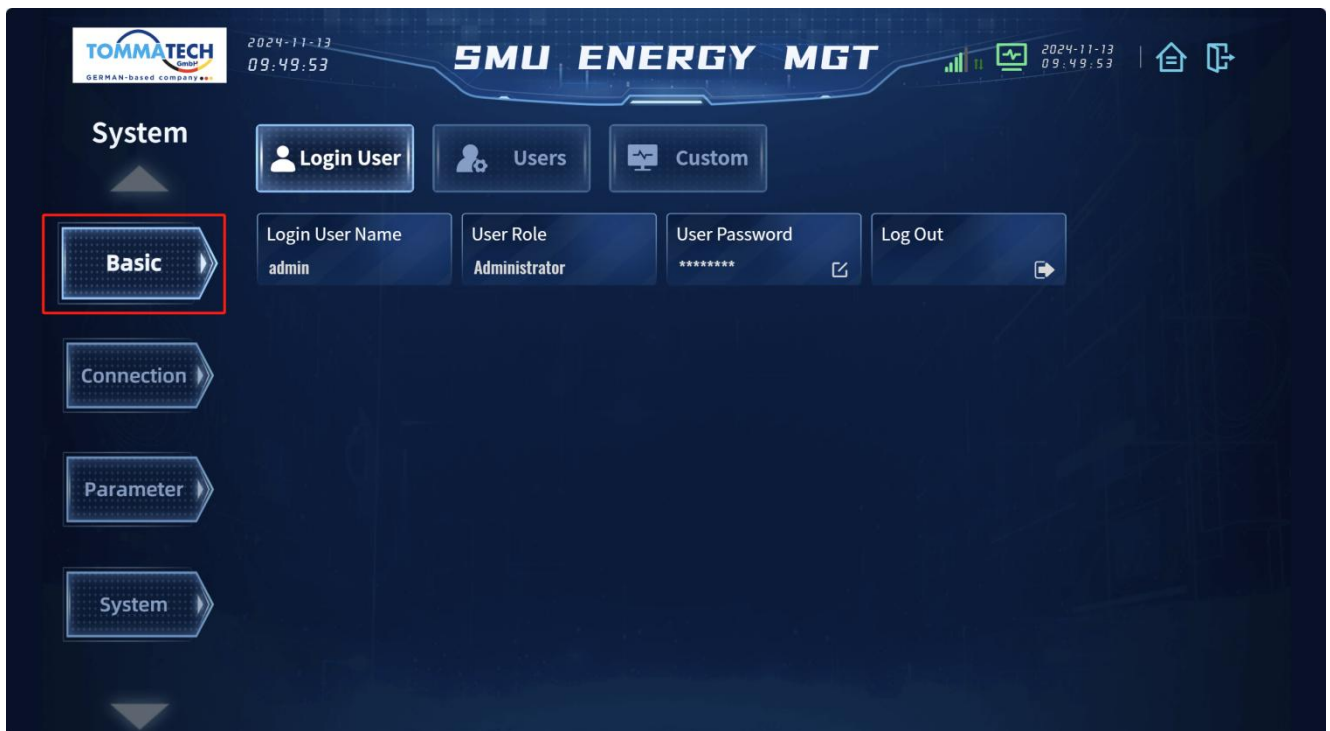 TOMMATECH
GmbH
GERMAN-based company
2024-11-13
09:49:53
SMU ENERGY MGT
2024-11-13
09:49:53
System
Login User
Users
Custom
Basic
Login User Name
admin
User Role
Administrator
User Password
********
Log Out
Connection
Parameter
System